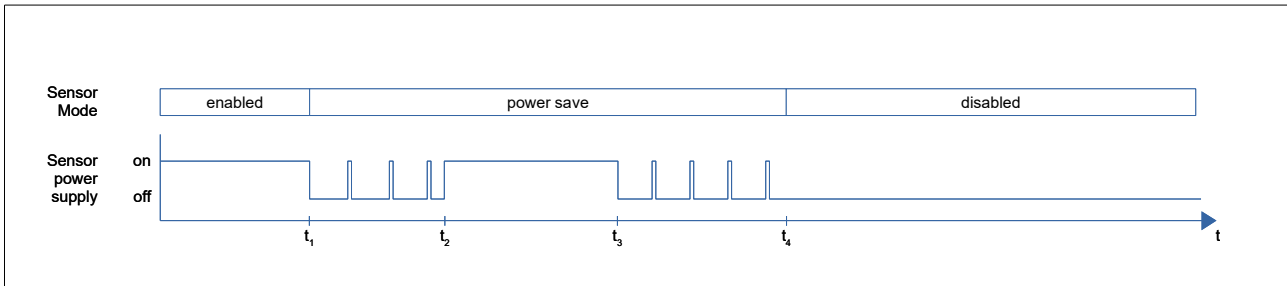 Sensor
Mode
enabled power save disabled
Sensor on
power
supply off
t₁ t₂ t₃ t₄ t